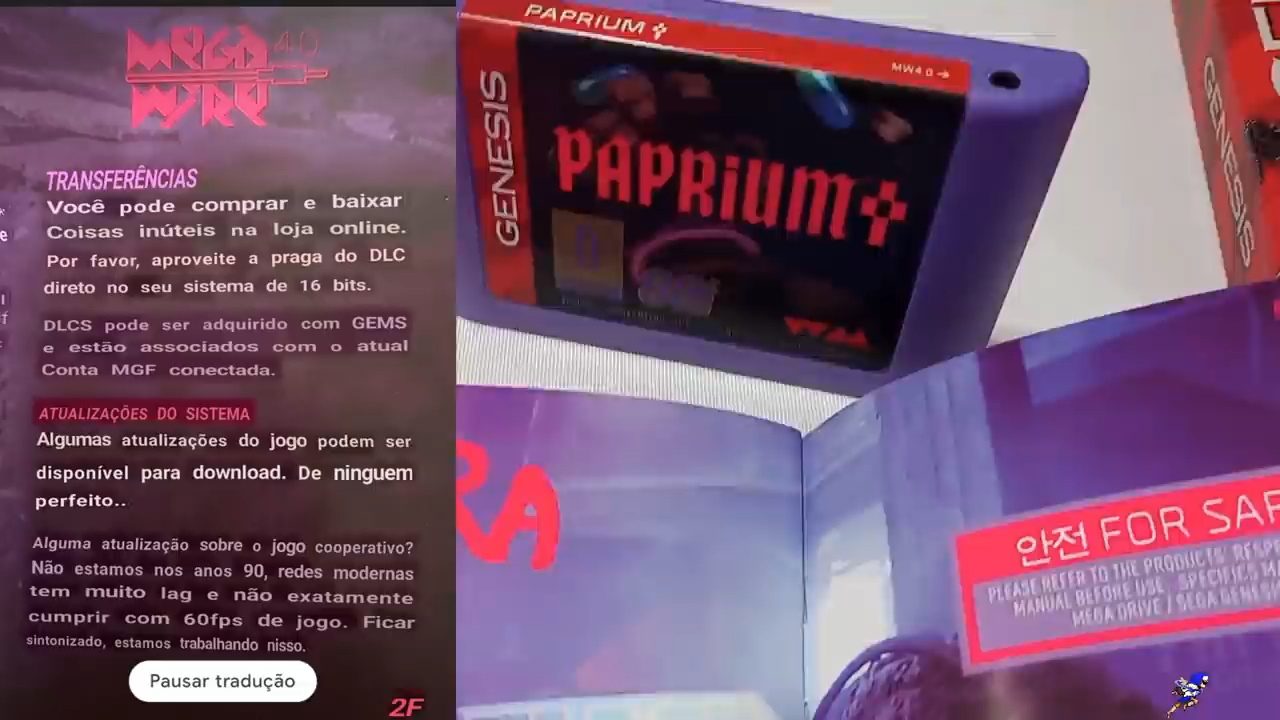 MEGA 4.0
WIRE
TRANSFERÊNCIAS
Você pode comprar e baixar
Coisas inúteis na loja online.
Por favor, aproveite a praga do DLC
direto no seu sistema de 16 bits.
DLCS pode ser adquirido com GEMS
e estão associados com o atual
Conta MGF conectada.
ATUALIZAÇÕES DO SISTEMA
Algumas atualizações do jogo podem ser
disponível para download. De ninguem
perfeito..
Alguma atualização sobre o jogo cooperativo?
Não estamos nos anos 90, redes modernas
tem muito lag e não exatamente
cumprir com 60fps de jogo. Ficar
sintonizado, estamos trabalhando nisso.
Pausar tradução
2F
PAPRIUM
MW4.0
GENESIS
PAPRIUM
GENESIS
RA
안전 FOR SAF
PLEASE REFER TO THE PRODUCTS RESPE
MANUAL BEFORE USE. SPECIFICS MA
MEGA DRIVE / SEGA GENESI